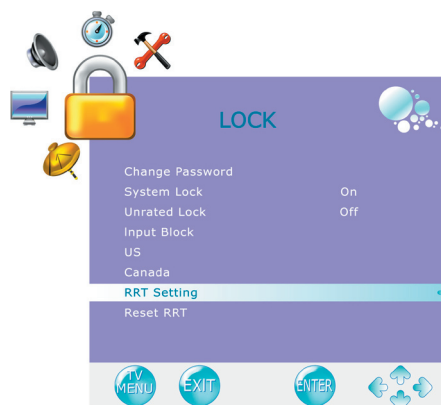 LOCK
Change Password
System Lock On
Unrated Lock Off
Input Block
US
Canada
RRT Setting
Reset RRT
TV MENU EXIT ENTER